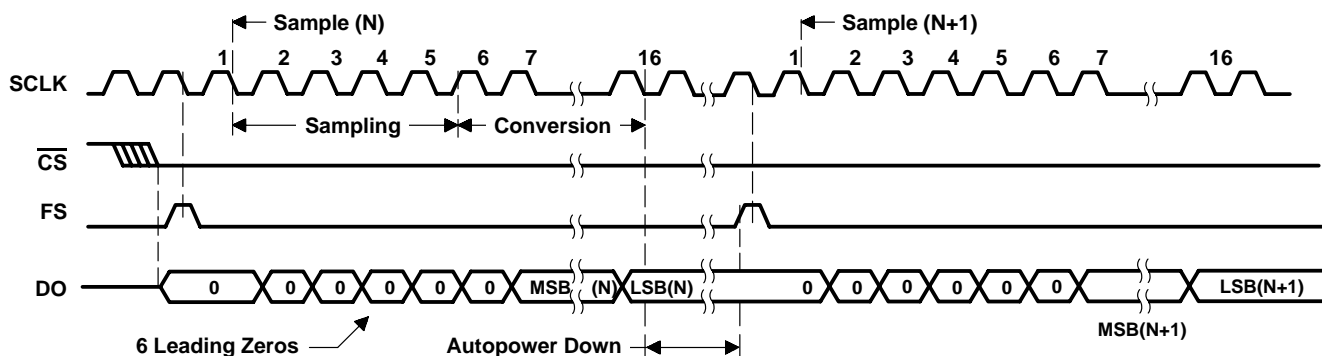 Sample (N)
Sample (N+1)
1 2 3 4 5 6 7 16 1 2 3 4 5 6 7 16
SCLK
Sampling Conversion
CS
FS
DO 0 0 0 0 0 0 MSB (N) LSB(N) 0 0 0 0 0 0 LSB(N+1)
MSB(N+1)
6 Leading Zeros Autopower Down